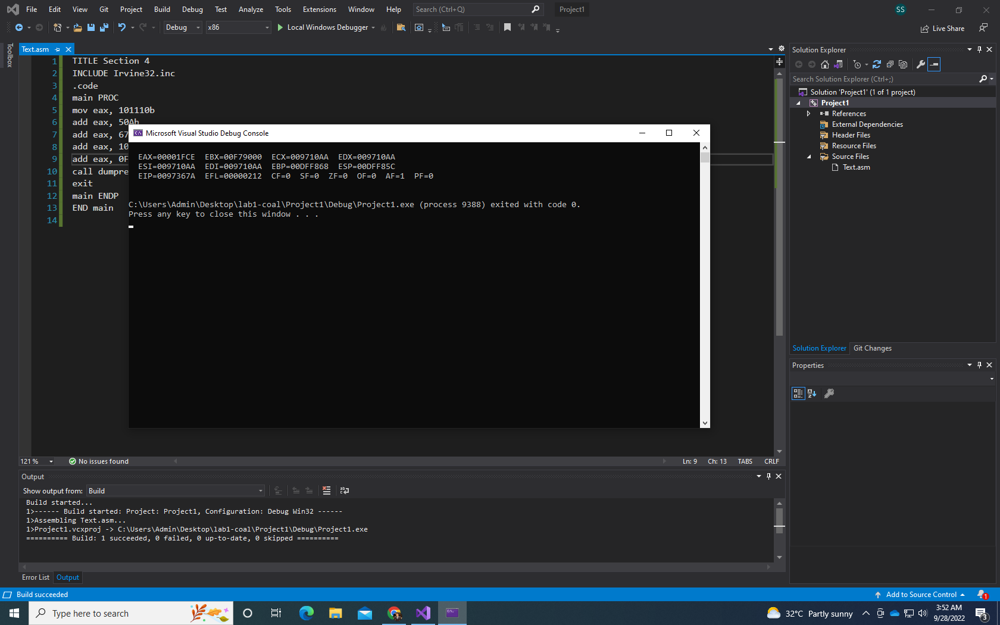 File Edit View Git Project Build Debug Test Analyze Tools Extensions Window Help Search (Ctrl+Q) Project1 SS
Debug x86 Local Windows Debugger Live Share
Toolbox
Text.asm
1 TITLE Section 4
2 INCLUDE Irvine32.inc
3 .code
4 main PROC
5 mov eax, 101110b
6 add eax, 50Ah
7 add eax, 67
8 add eax, 10
9 add eax, 0F
10 call dumpre
11 exit
12 main ENDP
13 END main
14
Microsoft Visual Studio Debug Console
EAX=00001FCE EBX=00F79000 ECX=009710AA EDX=009710AA
ESI=009710AA EDI=009710AA EBP=00DFF868 ESP=00DFF85C
EIP=0097367A EFL=00000212 CF=0 SF=0 ZF=0 OF=0 AF=1 PF=0
C:\Users\Admin\Desktop\lab1-coal\Project1\Debug\Project1.exe (process 9388) exited with code 0.
Press any key to close this window . . .
121 % No issues found Ln: 9 Ch: 13 TABS CRLF
Output
Show output from: Build
Build started...
1>------ Build started: Project: Project1, Configuration: Debug Win32 ------
1>Assembling Text.asm...
1>Project1.vcxproj -> C:\Users\Admin\Desktop\lab1-coal\Project1\Debug\Project1.exe
========== Build: 1 succeeded, 0 failed, 0 up-to-date, 0 skipped ==========
Error List Output
Solution Explorer
Search Solution Explorer (Ctrl+;)
Solution 'Project1' (1 of 1 project)
Project1
References
External Dependencies
Header Files
Resource Files
Source Files
Text.asm
Solution Explorer Git Changes
Properties
Build succeeded Add to Source Control 1
Type here to search 32°C Partly sunny 3:52 AM
9/28/2022 3